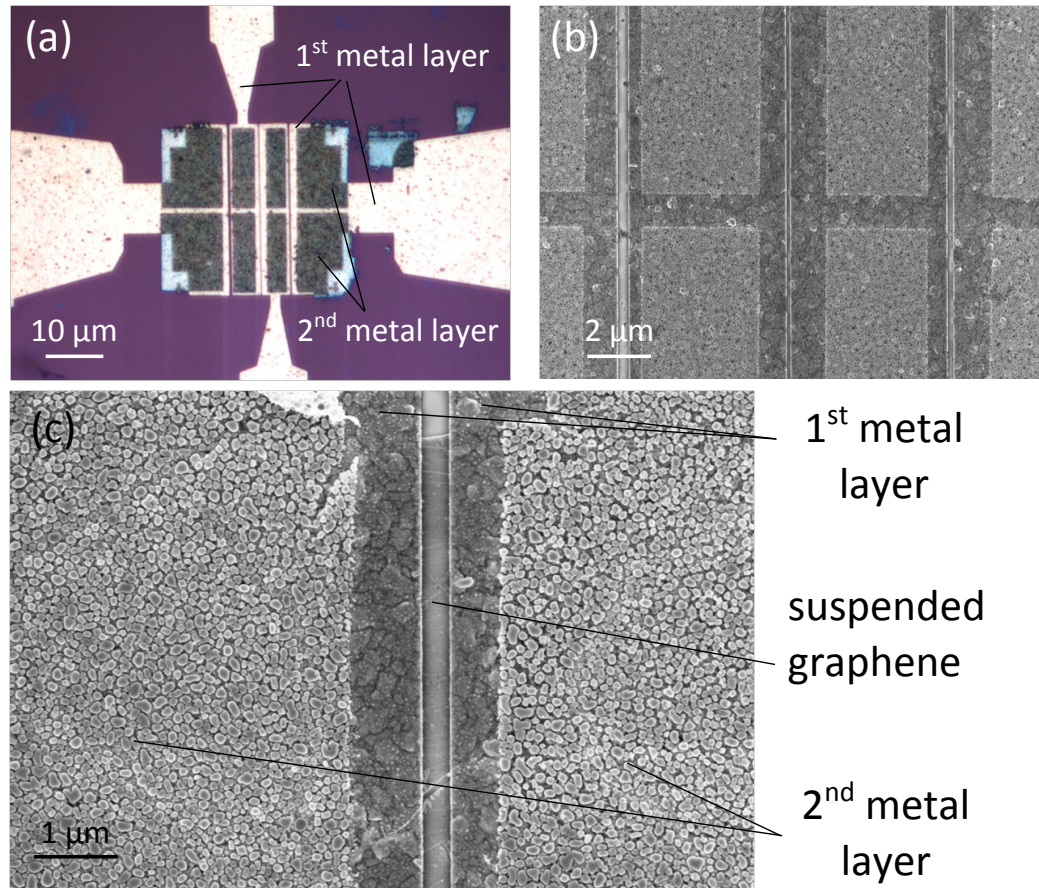 (a)
1st metal layer
10 µm
2nd metal layer
(b)
2 µm
(c)
1 µm
1st metal
layer
suspended
graphene
2nd metal
layer